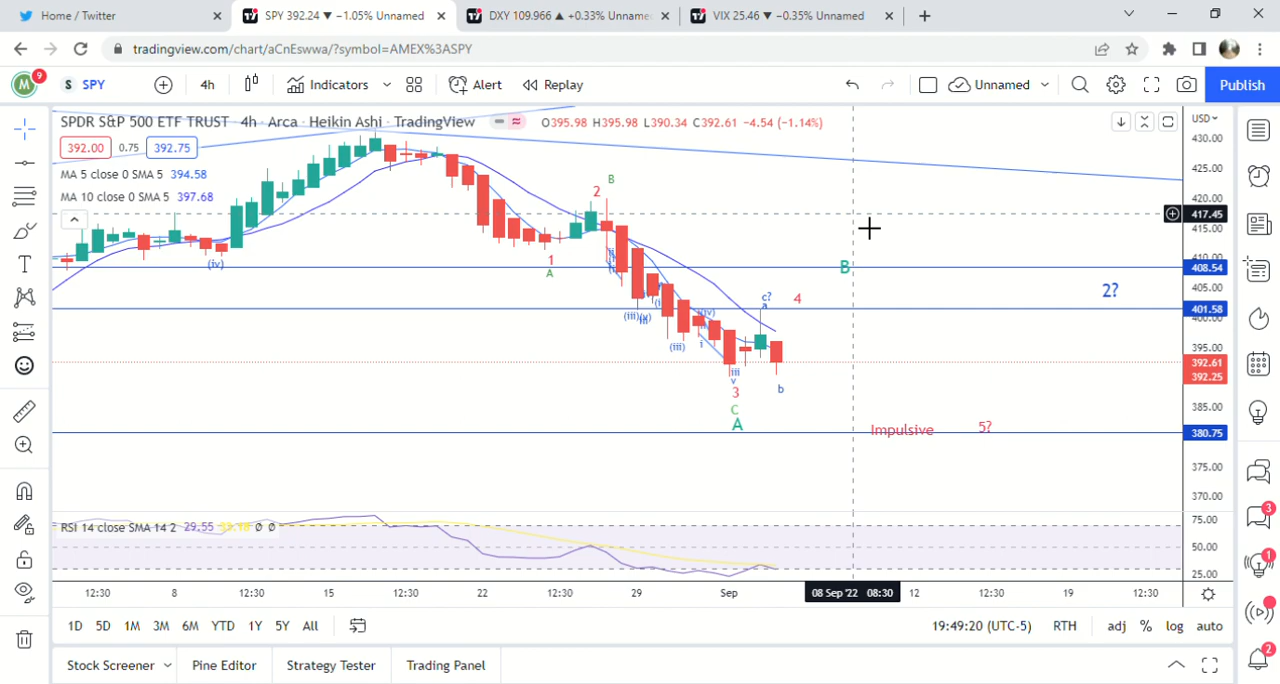 Home / Twitter
SPY 392.24 ▼ −1.05% Unnamed
DXY 109.966 ▲ +0.33% Unname
VIX 25.46 ▼ −0.35% Unnamed
tradingview.com/chart/aCnEswwa/?symbol=AMEX%3ASPY
M 9 S SPY 4h Indicators Alert Replay Unnamed Publish
SPDR S&P 500 ETF TRUST · 4h · Arca · Heikin Ashi · TradingView O395.98 H395.98 L390.34 C392.61 −4.54 (−1.14%)
USD
392.00 0.75 392.75
MA 5 close 0 SMA 5 394.58
MA 10 close 0 SMA 5 397.68
430.00
425.00
420.00
417.45
415.00
410.00
408.54
405.00
401.58
400.00
395.00
392.61
392.25
385.00
380.75
375.00
370.00
B
2
1
A
(iv)
B
2?
c?
a
4
(iii)
(iii)
(iv)
i
iii
v
3
C
A
b
Impulsive 5?
RSI 14 close SMA 14 2 29.55 Ø Ø
75.00
50.00
25.00
12:30 8 12:30 15 12:30 22 12:30 29 Sep 08 Sep '22 08:30 12 12:30 19 12:30
1D 5D 1M 3M 6M YTD 1Y 5Y All 19:49:20 (UTC-5) RTH adj % log auto
Stock Screener Pine Editor Strategy Tester Trading Panel
3
1
2